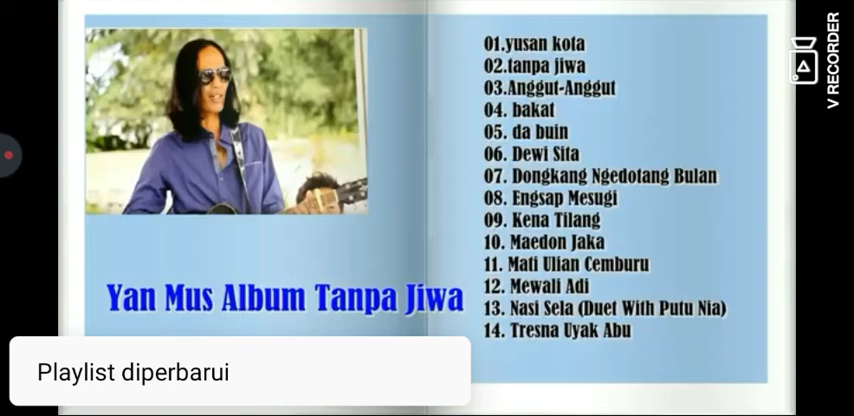 01.yusan kota
02.tanpa jiwa
03.Anggut-Anggut
04. bakat
05. da buin
06. Dewi Sita
07. Dongkang Ngedotang Bulan
08. Engsap Mesugi
09. Kena Tilang
10. Maedon Jaka
11. Mati Ulian Cemburu
12. Mewali Adi
13. Nasi Sela (Duet With Putu Nia)
14. Tresna Uyak Abu
Yan Mus Album Tanpa Jiwa
Playlist diperbarui
V RECORDER